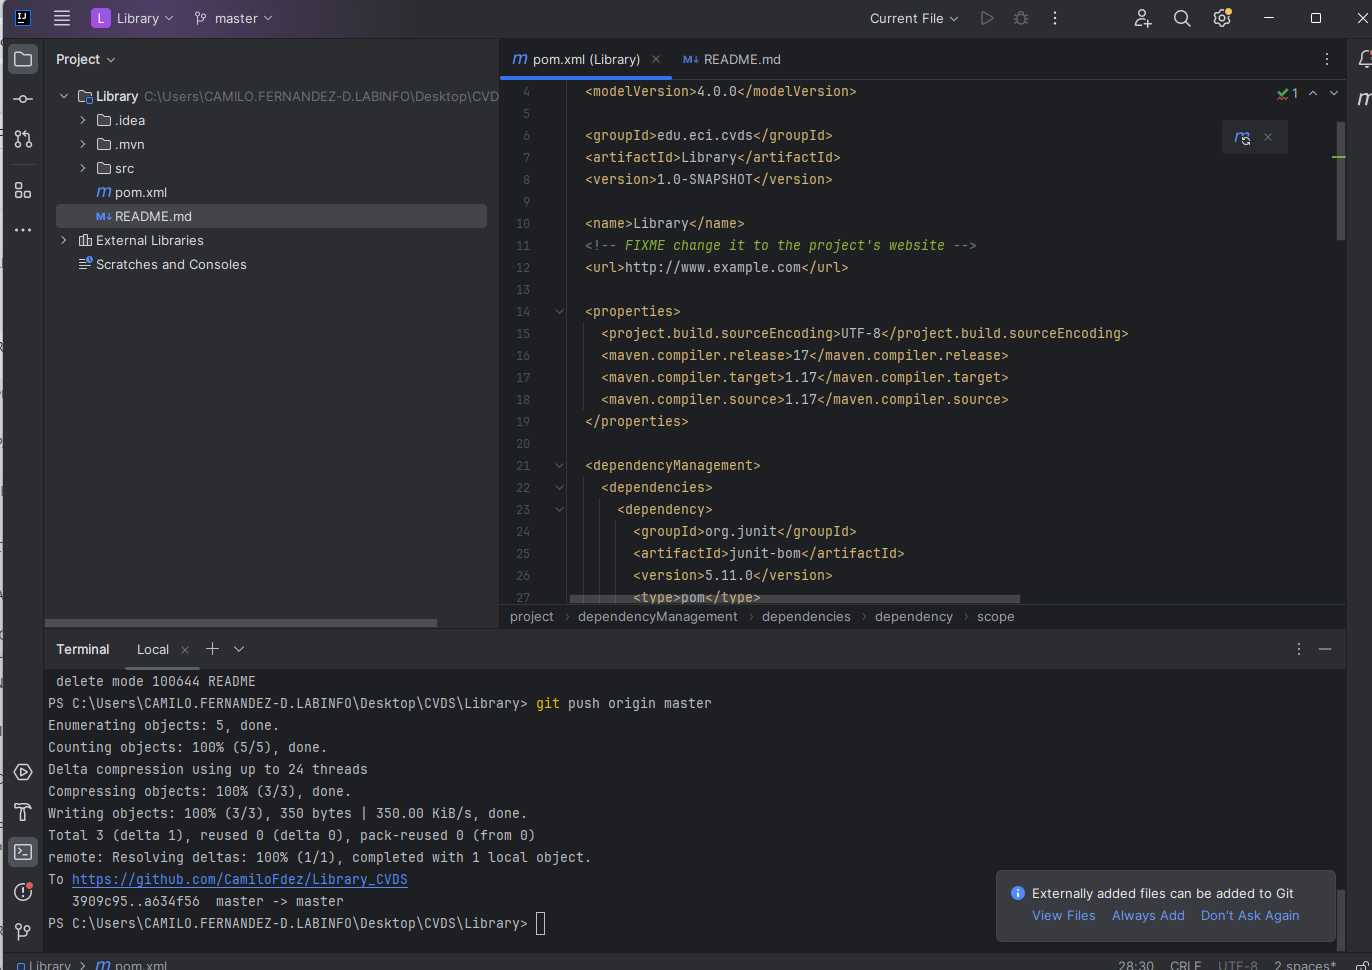 L Library master Current File
Project
pom.xml (Library) README.md
Library C:\Users\CAMILO.FERNANDEZ-D.LABINFO\Desktop\CVD
.idea
.mvn
src
pom.xml
README.md
External Libraries
Scratches and Consoles
1
4 <modelVersion>4.0.0</modelVersion>
5
6 <groupId>edu.eci.cvds</groupId>
7 <artifactId>Library</artifactId>
8 <version>1.0-SNAPSHOT</version>
9
10 <name>Library</name>
11 <!-- FIXME change it to the project's website -->
12 <url>http://www.example.com</url>
13
14 <properties>
15 <project.build.sourceEncoding>UTF-8</project.build.sourceEncoding>
16 <maven.compiler.release>17</maven.compiler.release>
17 <maven.compiler.target>1.17</maven.compiler.target>
18 <maven.compiler.source>1.17</maven.compiler.source>
19 </properties>
20
21 <dependencyManagement>
22 <dependencies>
23 <dependency>
24 <groupId>org.junit</groupId>
25 <artifactId>junit-bom</artifactId>
26 <version>5.11.0</version>
27 <type>pom</type>
project > dependencyManagement > dependencies > dependency > scope
Terminal Local
delete mode 100644 README
PS C:\Users\CAMILO.FERNANDEZ-D.LABINFO\Desktop\CVDS\Library> git push origin master
Enumerating objects: 5, done.
Counting objects: 100% (5/5), done.
Delta compression using up to 24 threads
Compressing objects: 100% (3/3), done.
Writing objects: 100% (3/3), 350 bytes | 350.00 KiB/s, done.
Total 3 (delta 1), reused 0 (delta 0), pack-reused 0 (from 0)
remote: Resolving deltas: 100% (1/1), completed with 1 local object.
To https://github.com/CamiloFdez/Library_CVDS
3909c95..a634f56 master -> master
PS C:\Users\CAMILO.FERNANDEZ-D.LABINFO\Desktop\CVDS\Library>
Externally added files can be added to Git
View Files Always Add Don't Ask Again
Library > pom.xml 28:30 CRLF UTF-8 2 spaces*